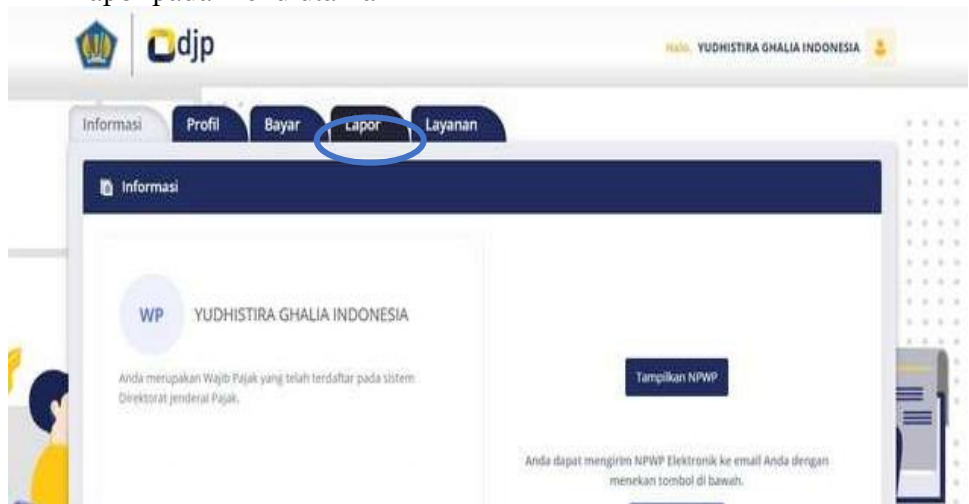 djp
Halo, YUDHISTIRA GHALIA INDONESIA
Informasi Profil Bayar Lapor Layanan
Informasi
WP YUDHISTIRA GHALIA INDONESIA
Anda merupakan Wajib Pajak yang telah terdaftar pada sistem
Direktorat Jenderal Pajak.
Tampilkan NPWP
Anda dapat mengirim NPWP Elektronik ke email Anda dengan
menekan tombol di bawah.